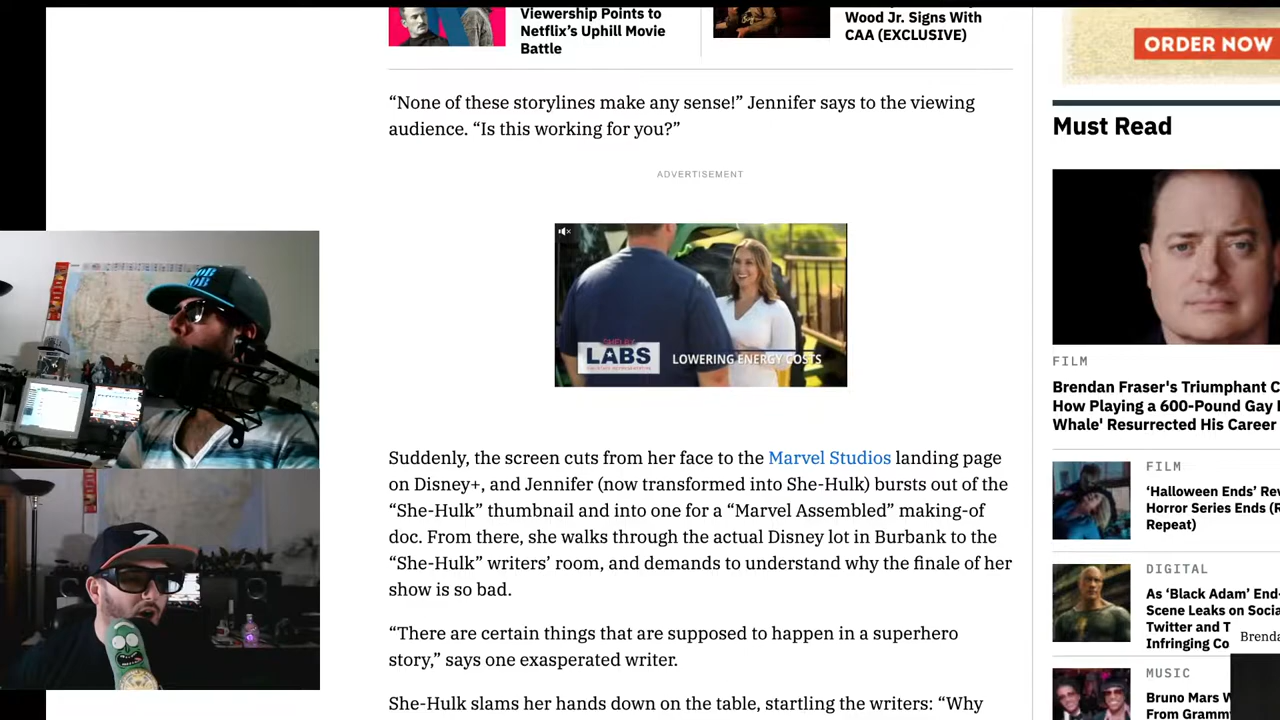 Viewership Points to
Netflix’s Uphill Movie
Battle
Wood Jr. Signs With
CAA (EXCLUSIVE)
ORDER NOW
“None of these storylines make any sense!” Jennifer says to the viewing
audience. “Is this working for you?”
ADVERTISEMENT
LABS
LOWERING ENERGY COSTS
Suddenly, the screen cuts from her face to the Marvel Studios landing page
on Disney+, and Jennifer (now transformed into She-Hulk) bursts out of the
“She-Hulk” thumbnail and into one for a “Marvel Assembled” making-of
doc. From there, she walks through the actual Disney lot in Burbank to the
“She-Hulk” writers’ room, and demands to understand why the finale of her
show is so bad.
“There are certain things that are supposed to happen in a superhero
story,” says one exasperated writer.
She-Hulk slams her hands down on the table, startling the writers: “Why
Must Read
FILM
Brendan Fraser's Triumphant C
How Playing a 600-Pound Gay
Whale' Resurrected His Career
FILM
‘Halloween Ends’ Rev
Horror Series Ends (R
Repeat)
DIGITAL
As ‘Black Adam’ End-
Scene Leaks on Socia
Twitter and T
Infringing Co
Brenda
MUSIC
Bruno Mars W
From Gramm